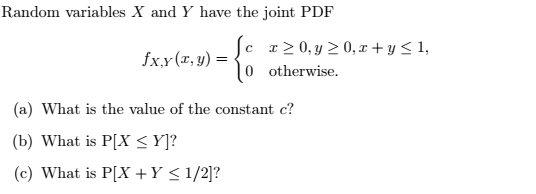 Random variables X and Y have the joint PDF
f_{X,Y}(x, y) = { c x ≥ 0, y ≥ 0, x + y ≤ 1,
0 otherwise.
(a) What is the value of the constant c?
(b) What is P[X ≤ Y]?
(c) What is P[X + Y ≤ 1/2]?